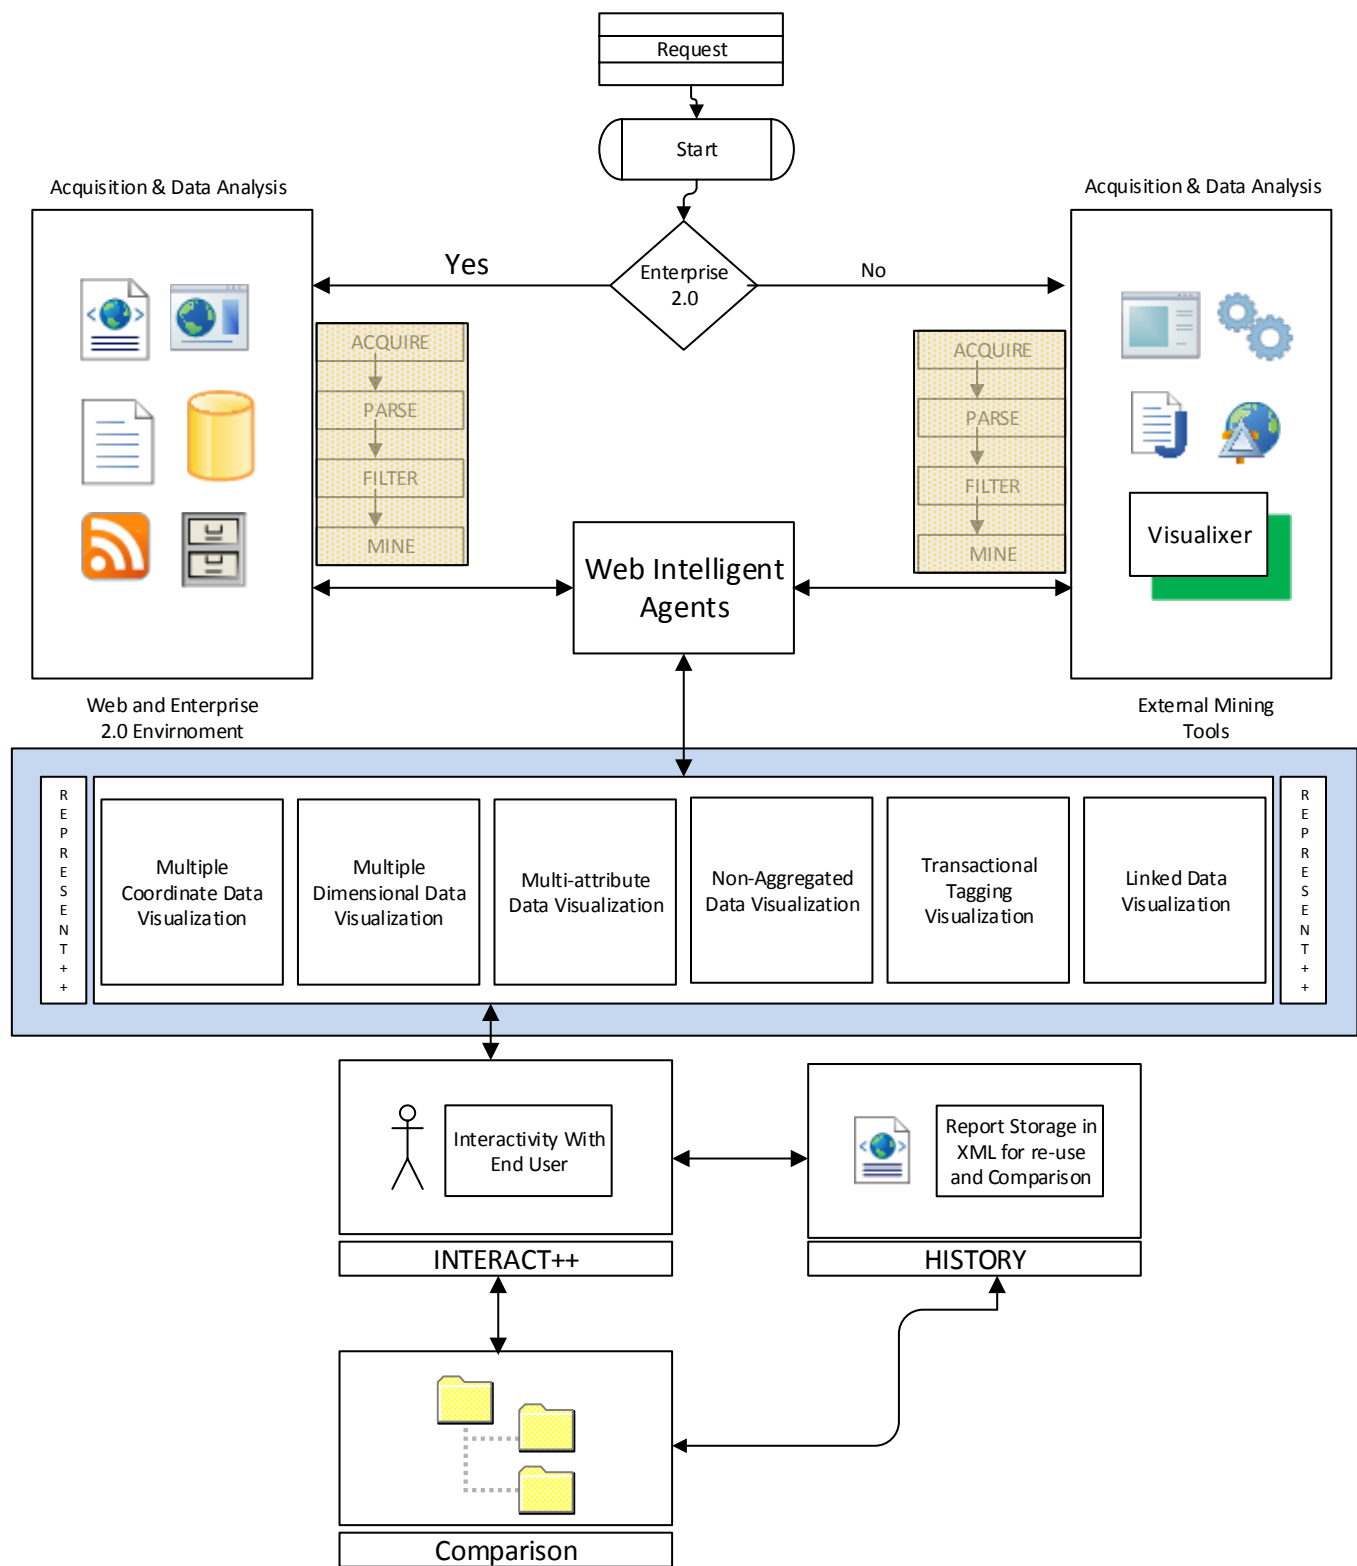 Request
Start
Acquisition & Data Analysis
Acquisition & Data Analysis
Enterprise
2.0
Yes
No
ACQUIRE
PARSE
FILTER
MINE
ACQUIRE
PARSE
FILTER
MINE
Visualixer
Web Intelligent
Agents
Web and Enterprise
2.0 Envirnoment
External Mining
Tools
R
E
P
R
E
S
E
N
T
+
+
Multiple
Coordinate Data
Visualization
Multiple
Dimensional Data
Visualization
Multi-attribute
Data Visualization
Non-Aggregated
Data Visualization
Transactional
Tagging
Visualization
Linked Data
Visualization
R
E
P
R
E
S
E
N
T
+
+
Interactivity With
End User
INTERACT++
Report Storage in
XML for re-use
and Comparison
HISTORY
Comparison